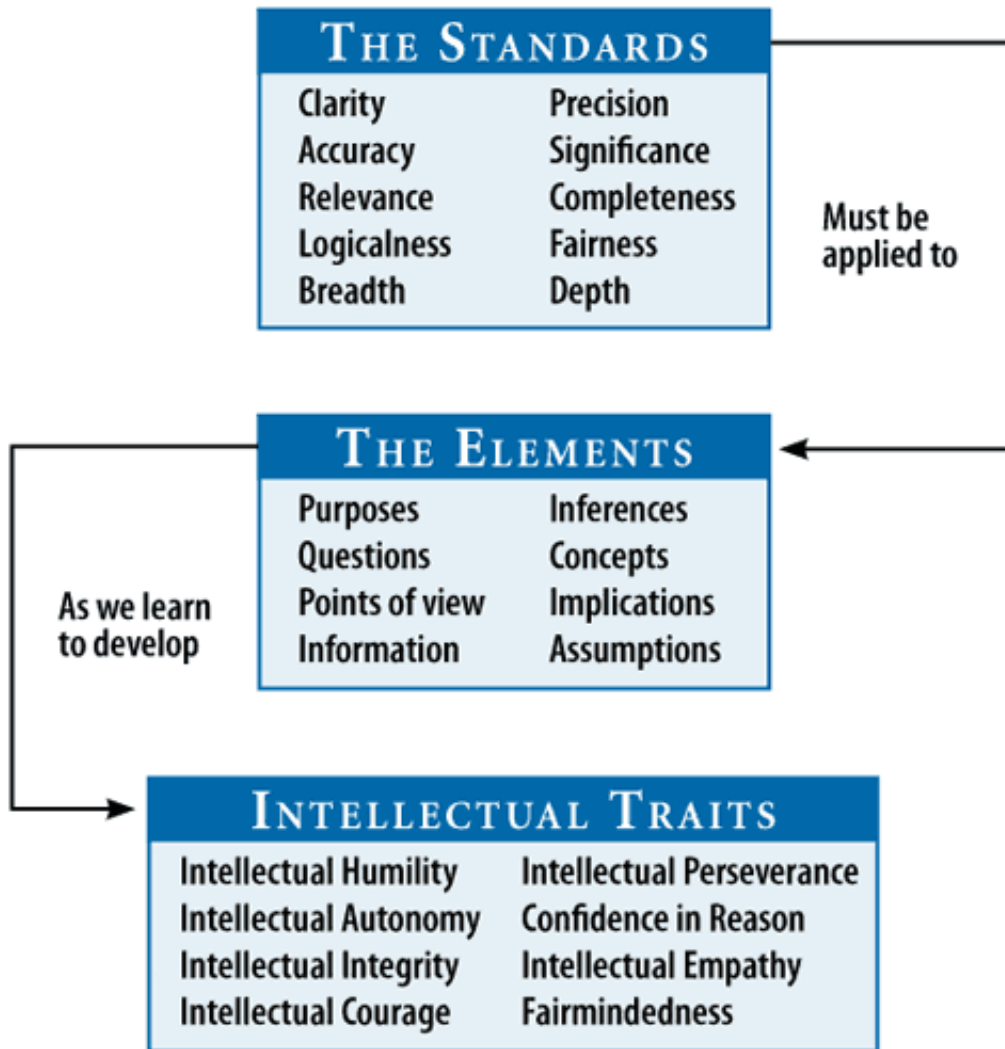 THE STANDARDS
Clarity Precision
Accuracy Significance
Relevance Completeness
Logicalness Fairness
Breadth Depth
Must be
applied to
THE ELEMENTS
Purposes Inferences
Questions Concepts
Points of view Implications
Information Assumptions
As we learn
to develop
INTELLECTUAL TRAITS
Intellectual Humility Intellectual Perseverance
Intellectual Autonomy Confidence in Reason
Intellectual Integrity Intellectual Empathy
Intellectual Courage Fairmindedness